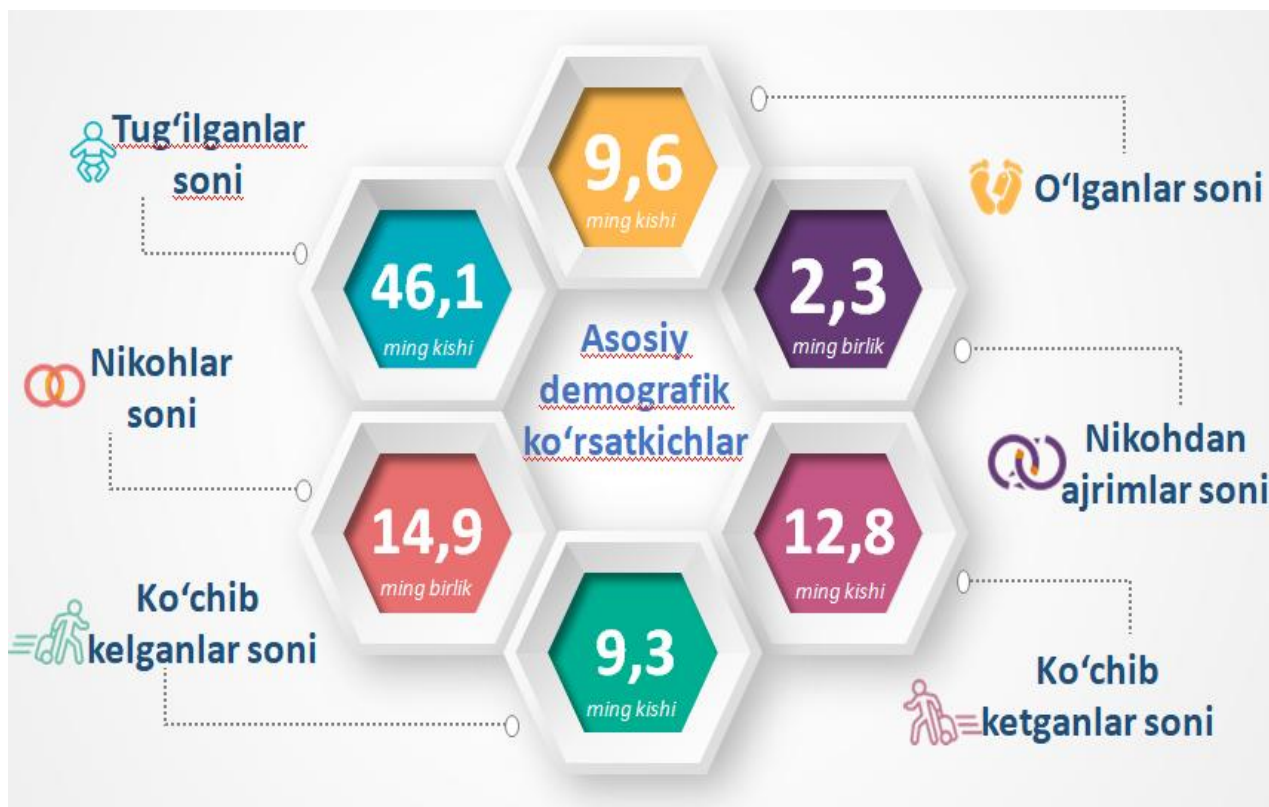 Tug‘ilganlar
soni
9,6
ming kishi
O‘lganlar soni
46,1
ming kishi
2,3
ming birlik
Asosiy
demografik
ko‘rsatkichlar
Nikohlar
soni
Nikohdan
ajrimlar soni
14,9
ming birlik
12,8
ming kishi
Ko‘chib
kelganlar soni
9,3
ming kishi
Ko‘chib
ketganlar soni